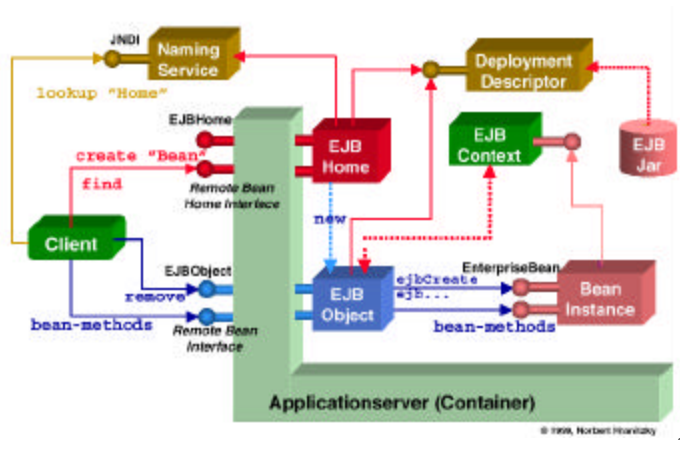 JNDI
Naming
Service
Deployment
Descriptor
lookup "Home"
EJBHome
EJB
Home
EJB
Context
EJB
Jar
create "Bean"
find
Remote Bean
Home Interface
new
Client
EJBObject
remove
bean-methods
Remote Bean
Interface
EJB
Object
ejbCreate
ejb...
bean-methods
EnterpriseBean
Bean
Instance
Applicationserver (Container)
© 1999, Norbert Hranitzky